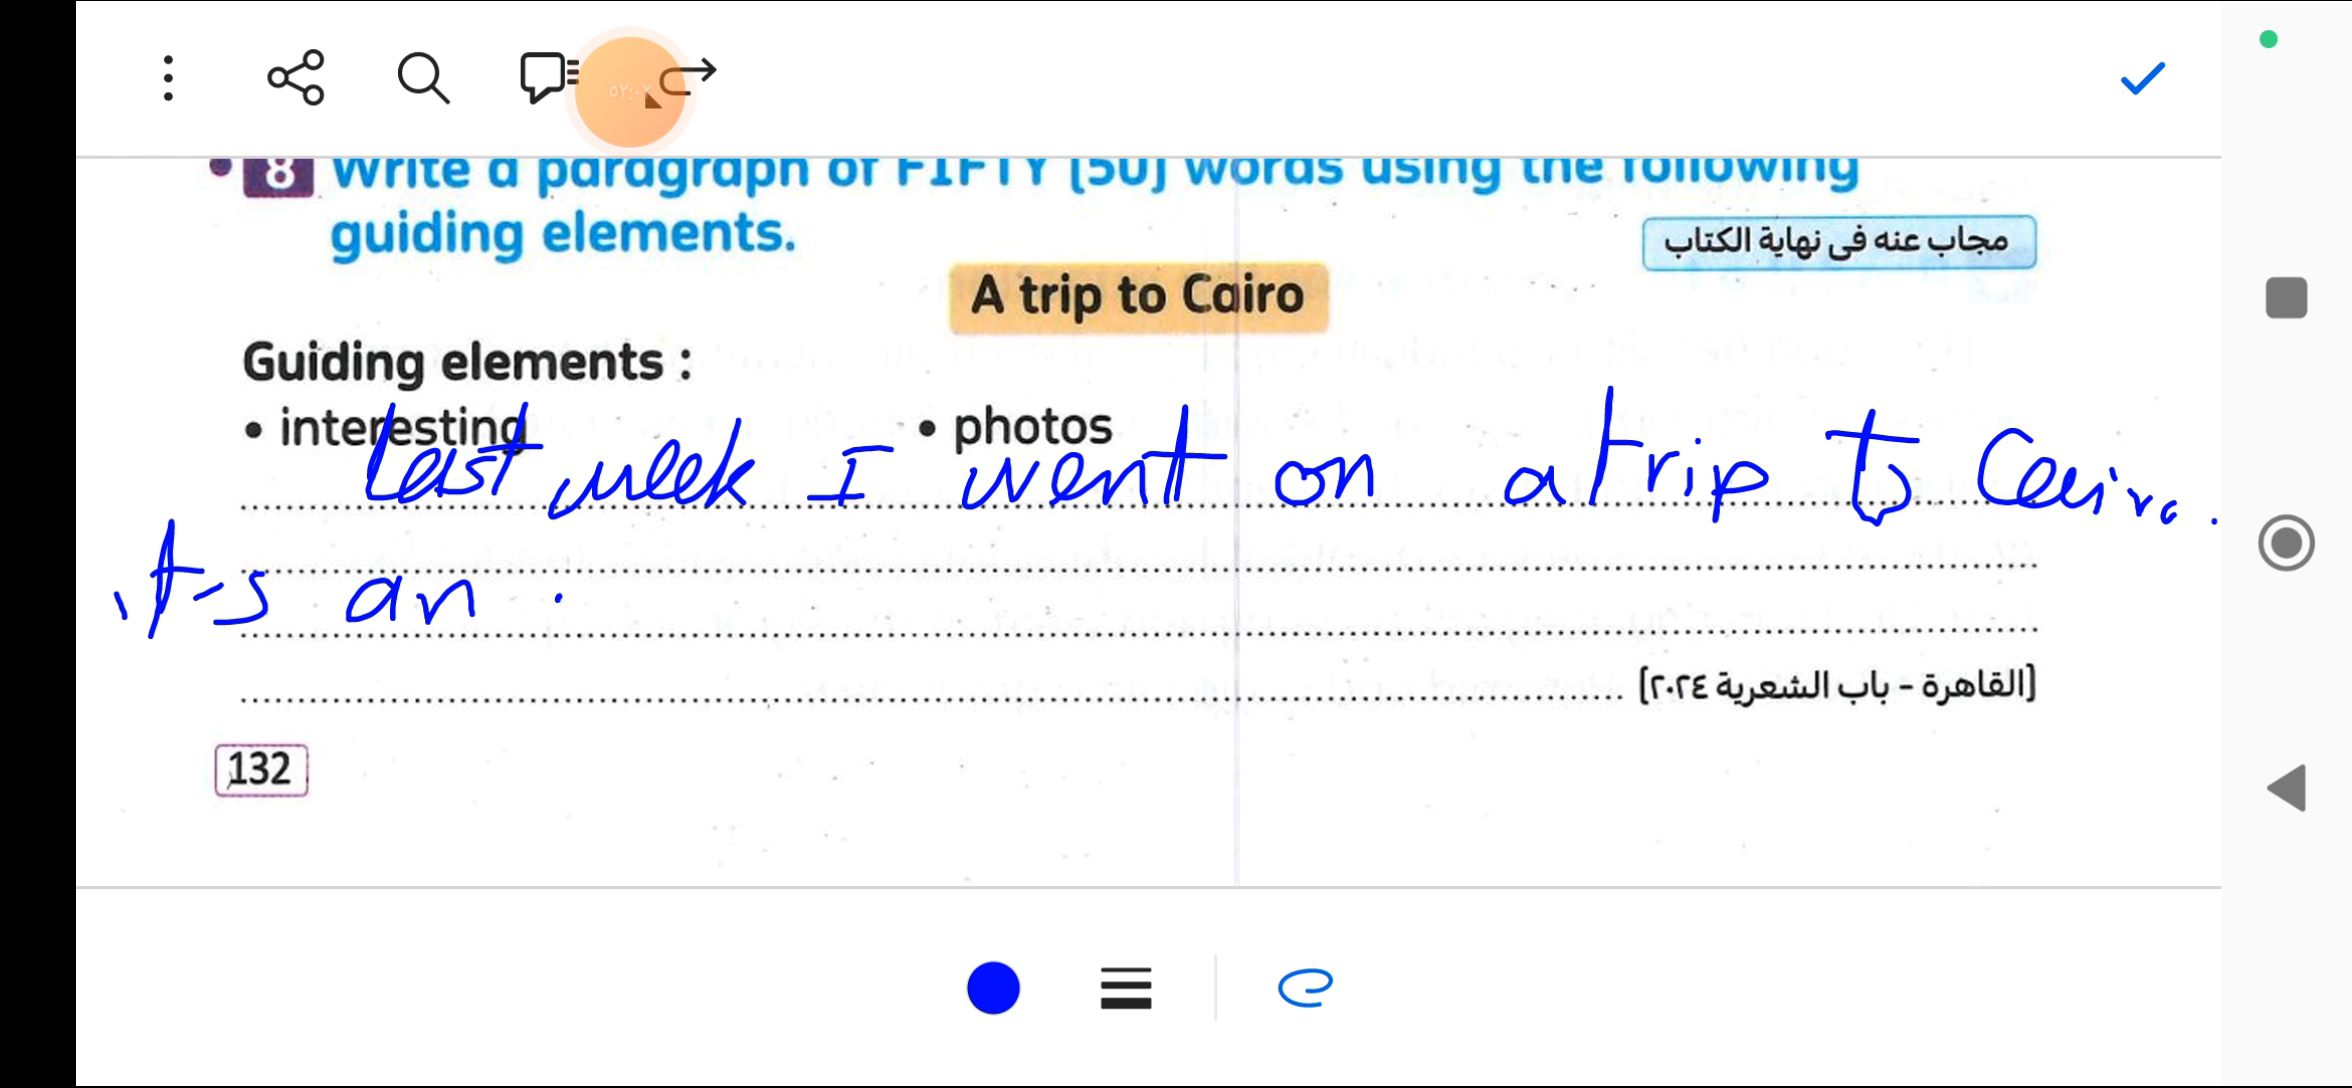 ٥٢:٠٢
8 Write a paragraph of FIFTY (50) words using the following
guiding elements.
مجاب عنه فى نهاية الكتاب
A trip to Cairo
Guiding elements :
• interesting • photos
Last week I went on a trip to Cairo.
it's an
[القاهرة - باب الشعرية ٢٠٢٤]
132